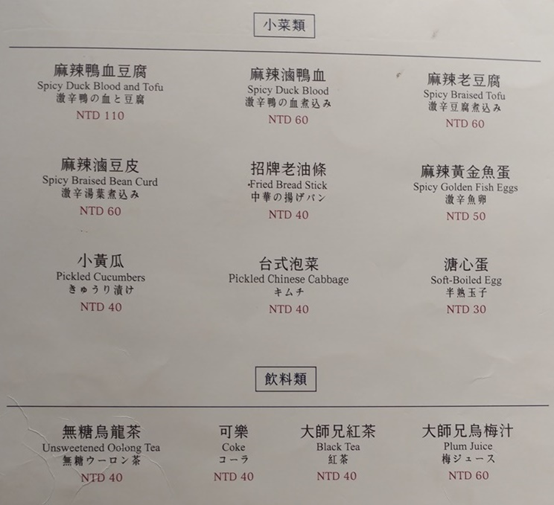 小菜類
麻辣鴨血豆腐
Spicy Duck Blood and Tofu
激辛鴨の血と豆腐
NTD 110
麻辣滷鴨血
Spicy Duck Blood
激辛鴨の血煮込み
NTD 60
麻辣老豆腐
Spicy Braised Tofu
激辛豆腐煮込み
NTD 60
麻辣滷豆皮
Spicy Braised Bean Curd
激辛湯葉煮込み
NTD 60
招牌老油條
Fried Bread Stick
中華の揚げパン
NTD 40
麻辣黃金魚蛋
Spicy Golden Fish Eggs
激辛魚卵
NTD 50
小黃瓜
Pickled Cucumbers
きゅうり漬け
NTD 40
台式泡菜
Pickled Chinese Cabbage
キムチ
NTD 40
溏心蛋
Soft-Boiled Egg
半熟玉子
NTD 30
飲料類
無糖烏龍茶
Unsweetened Oolong Tea
無糖ウーロン茶
NTD 40
可樂
Coke
コーラ
NTD 40
大師兄紅茶
Black Tea
紅茶
NTD 40
大師兄烏梅汁
Plum Juice
梅ジュース
NTD 60